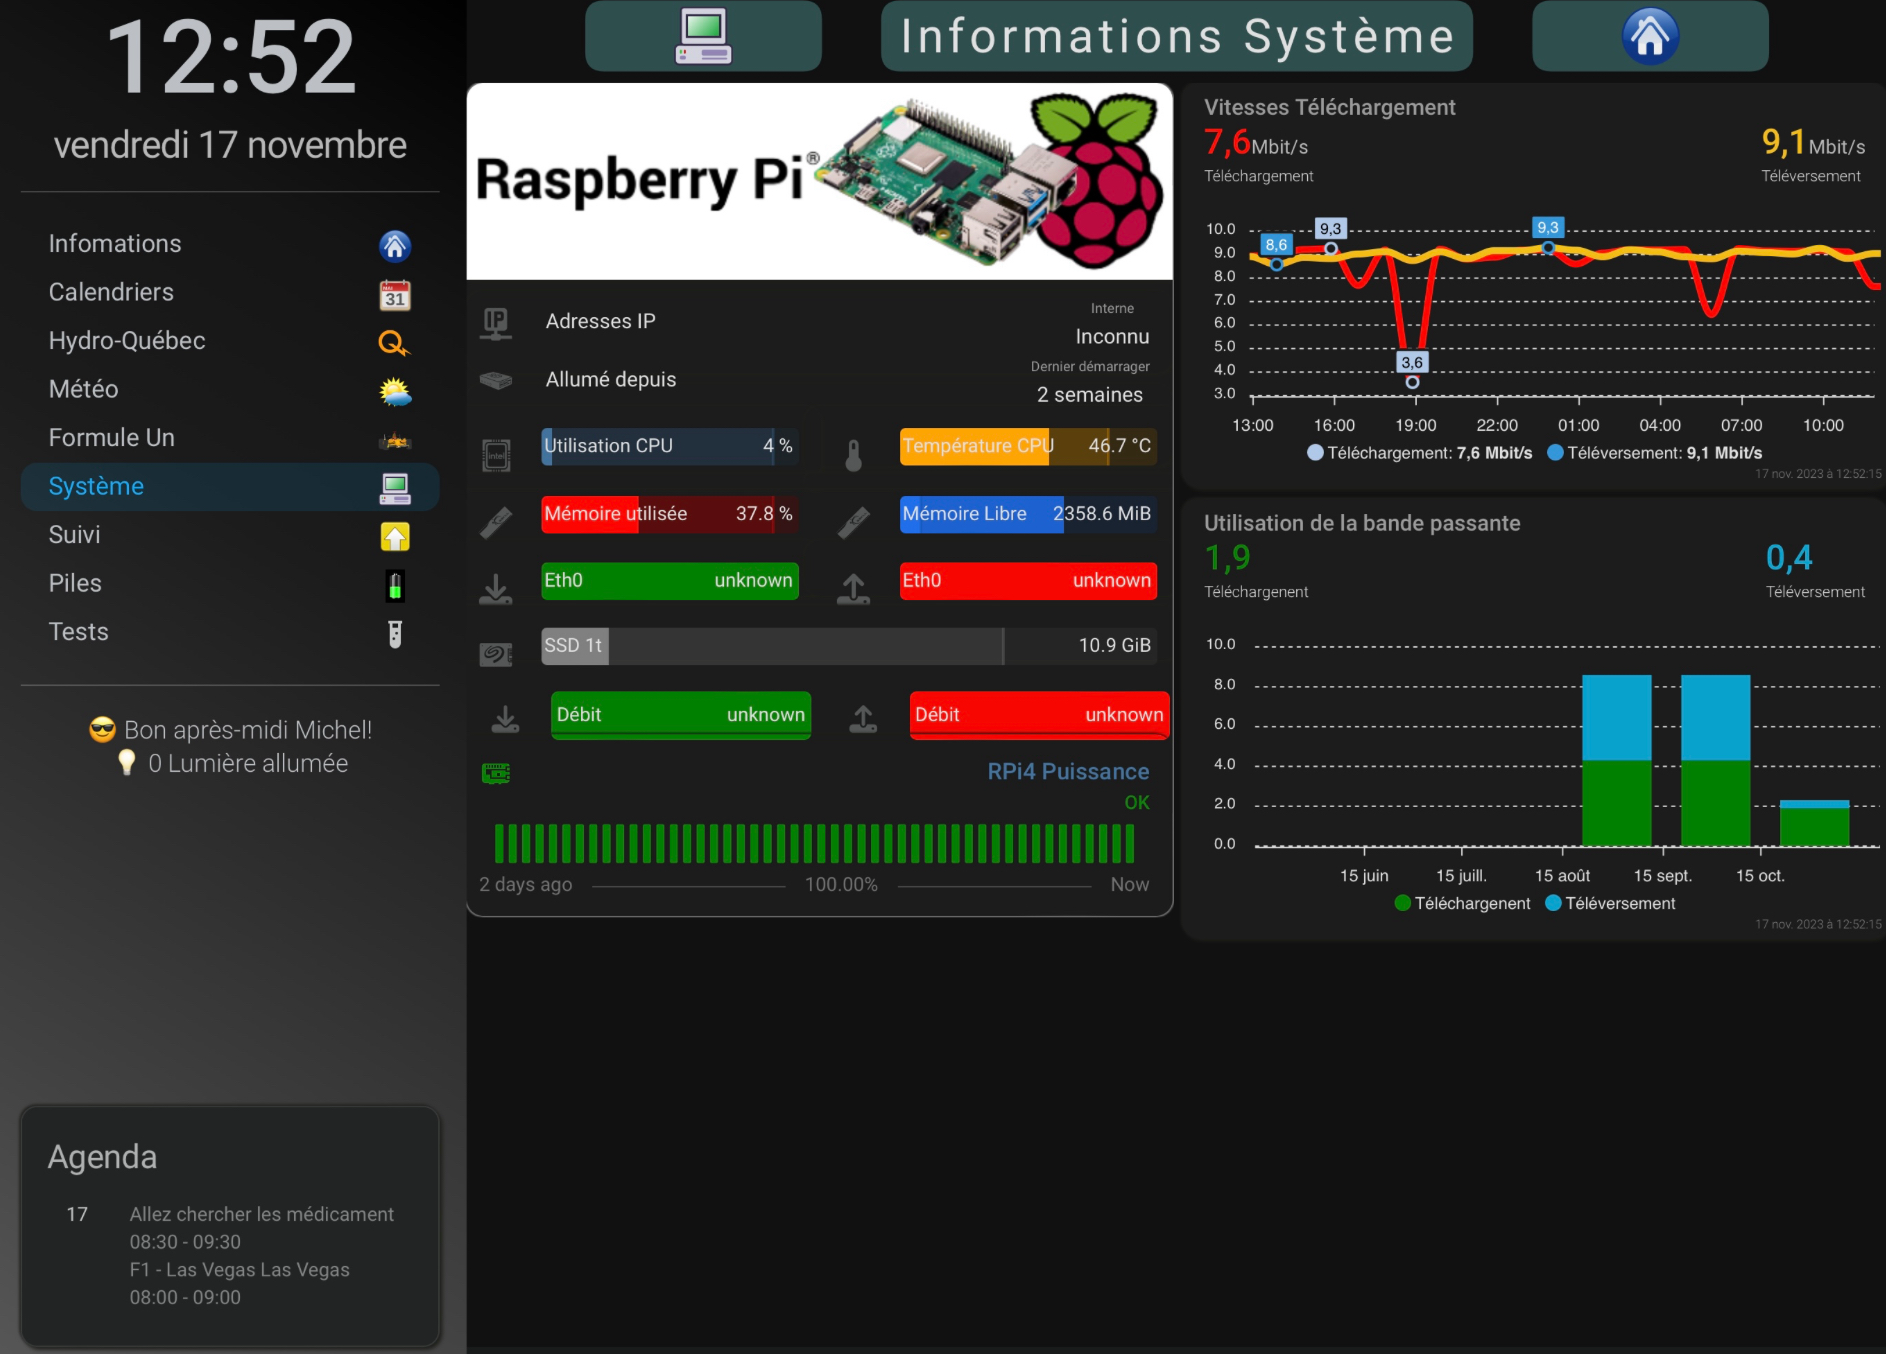 12:52
vendredi 17 novembre
Infomations
Calendriers
MAI
31
Hydro-Québec
Météo
Formule Un
Système
Suivi
Piles
Tests
😎 Bon après-midi Michel!
💡 0 Lumière allumée
Agenda
17 Allez chercher les médicament
08:30 - 09:30
F1 - Las Vegas Las Vegas
08:00 - 09:00
Informations Système
Raspberry Pi®
IP
Adresses IP
Interne
Inconnu
Allumé depuis
Dernier démarrager
2 semaines
intel
Utilisation CPU 4 %
Température CPU 46.7 °C
Mémoire utilisée 37.8 %
Mémoire Libre 2358.6 MiB
Eth0 unknown
Eth0 unknown
SSD 1t 10.9 GiB
Débit unknown
Débit unknown
RPi4 Puissance
OK
2 days ago 100.00% Now
Vitesses Téléchargement
7,6 Mbit/s 9,1 Mbit/s
Téléchargement Téléversement
10.0
9.0
8.0
7.0
6.0
5.0
4.0
3.0
8,6
9,3
3,6
9,3
13:00 16:00 19:00 22:00 01:00 04:00 07:00 10:00
Téléchargement: 7,6 Mbit/s Téléversement: 9,1 Mbit/s
17 nov. 2023 à 12:52:15
Utilisation de la bande passante
1,9 0,4
Téléchargenent Téléversement
10.0
8.0
6.0
4.0
2.0
0.0
15 juin 15 juill. 15 août 15 sept. 15 oct.
Téléchargenent Téléversement
17 nov. 2023 à 12:52:15